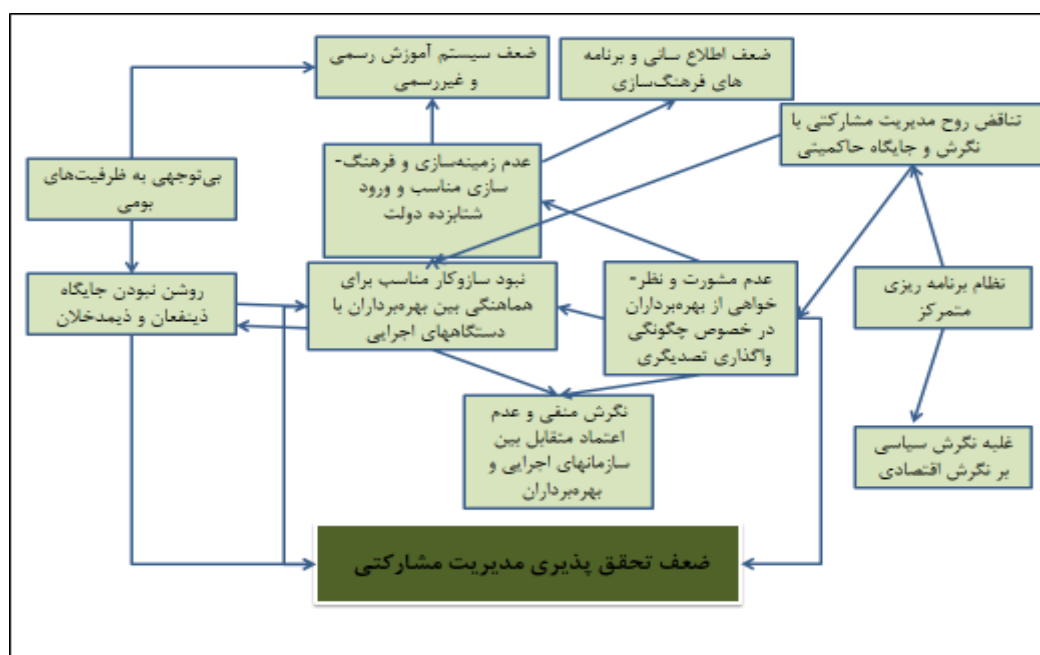 ضعف سیستم آموزش رسمی
و غیررسمی
ضعف اطلاع سانی و برنامه
های فرهنگ‌سازی
تناقض روح مدیریت مشارکتی با
نگرش و جایگاه حاکمیتی
عدم زمینه‌سازی و فرهنگ-
سازی مناسب و ورود
شتابزده دولت
بی‌توجهی به ظرفیت‌های
بومی
نظام برنامه ریزی
متمرکز
عدم مشورت و نظر-
خواهی از بهره‌برداران
در خصوص چگونگی
واگذاری تصدیگری
نبود سازوکار مناسب برای
هماهنگی بین بهره‌برداران با
دستگاههای اجرایی
روشن نبودن جایگاه
ذینفعان و ذیمدخلان
نگرش منفی و عدم
اعتماد متقابل بین
سازمانهای اجرایی و
بهره‌برداران
غلبه نگرش سیاسی
بر نگرش اقتصادی
ضعف تحقق پذیری مدیریت مشارکتی